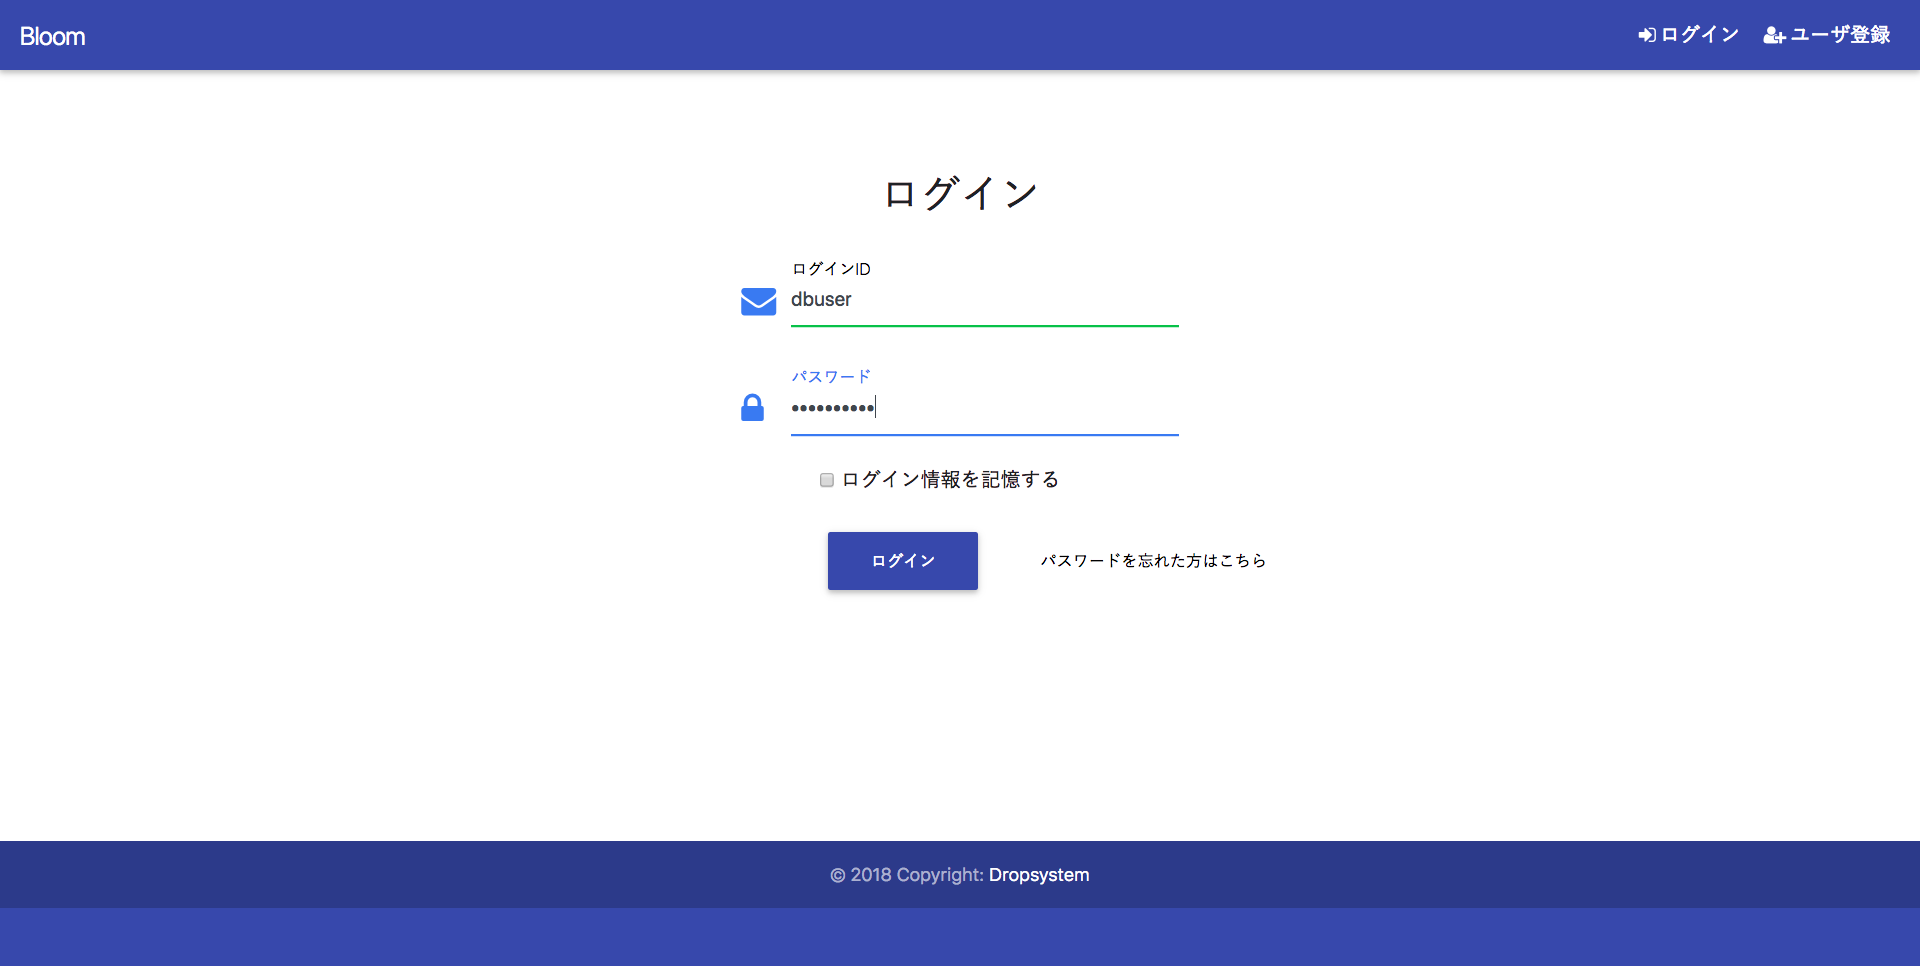 Bloom
ログイン
ユーザ登録
ログイン
ログインID
dbuser
パスワード
••••••••••
ログイン情報を記憶する
ログイン
パスワードを忘れた方はこちら
© 2018 Copyright: Dropsystem